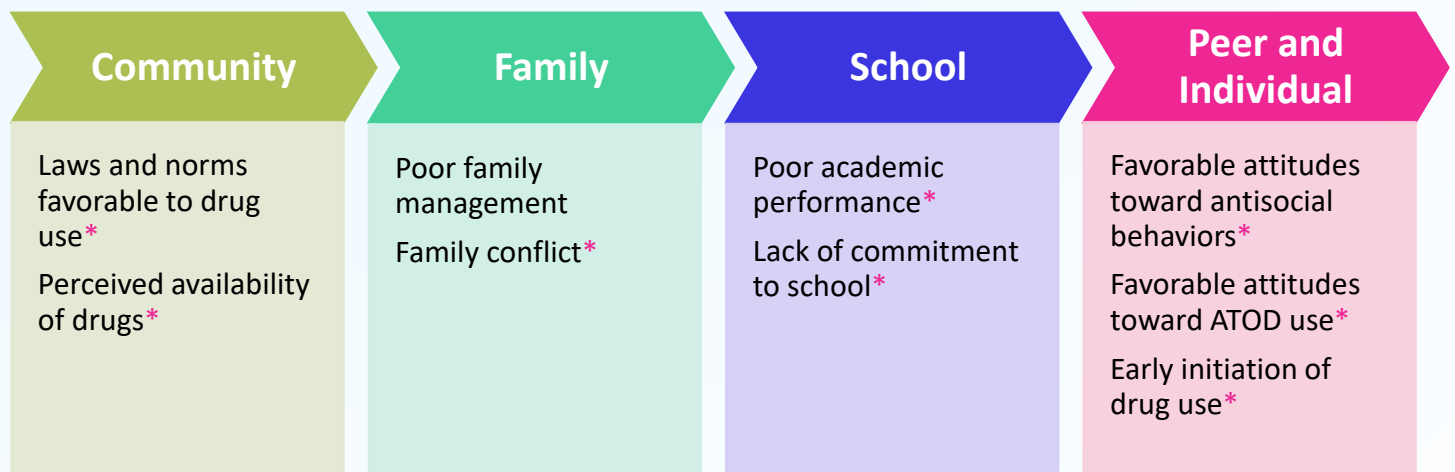 Community
Laws and norms
favorable to drug
use*
Perceived availability
of drugs*
Family
Poor family
management
Family conflict*
School
Poor academic
performance*
Lack of commitment
to school*
Peer and
Individual
Favorable attitudes
toward antisocial
behaviors*
Favorable attitudes
toward ATOD use*
Early initiation of
drug use*